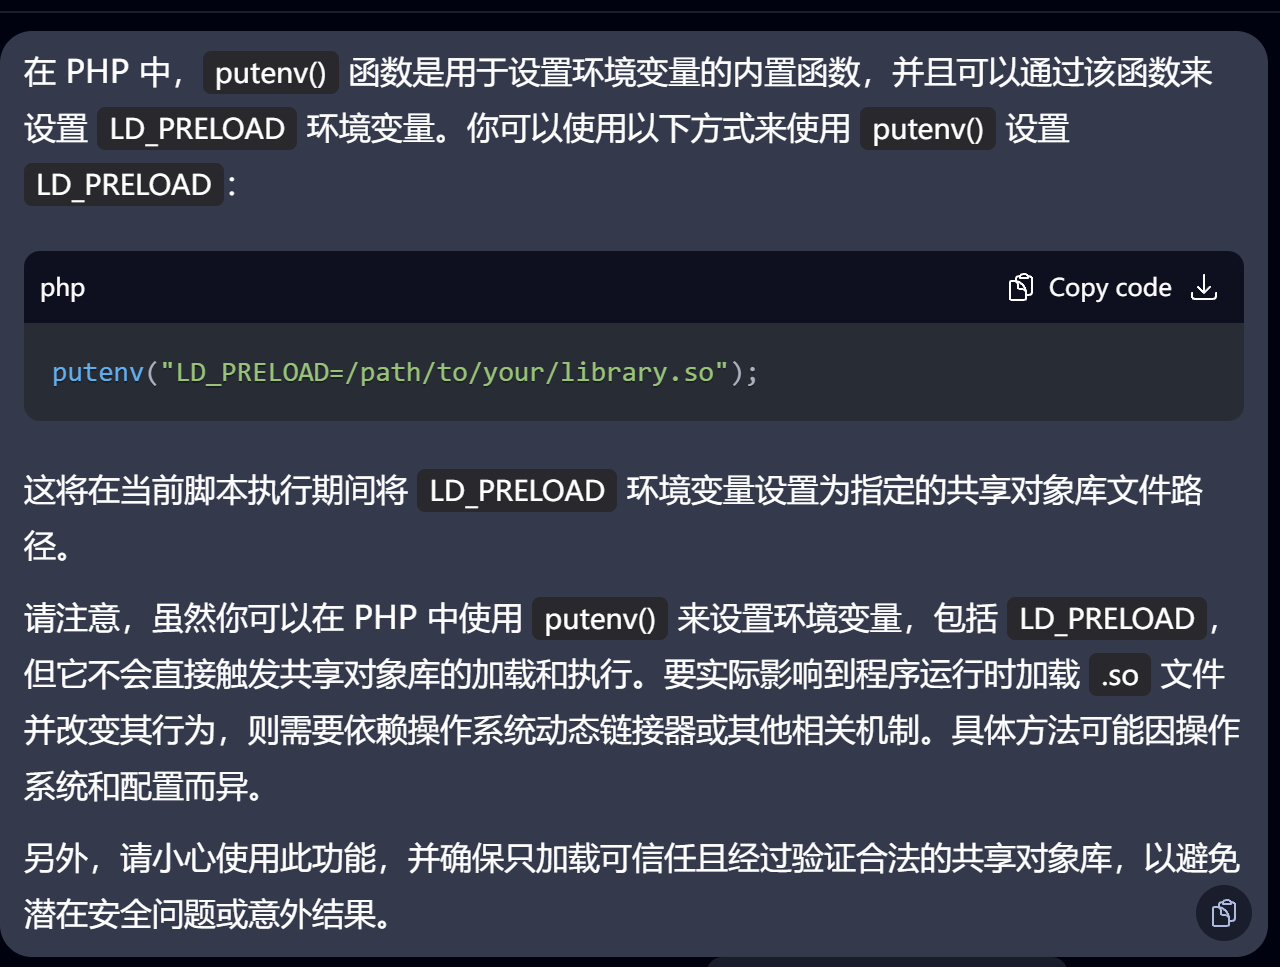 在 PHP 中， putenv() 函数是用于设置环境变量的内置函数，并且可以通过该函数来
设置 LD_PRELOAD 环境变量。你可以使用以下方式来使用 putenv() 设置
LD_PRELOAD：
php Copy code
putenv("LD_PRELOAD=/path/to/your/library.so");
这将在当前脚本执行期间将 LD_PRELOAD 环境变量设置为指定的共享对象库文件路
径。
请注意，虽然你可以在 PHP 中使用 putenv() 来设置环境变量，包括 LD_PRELOAD，
但它不会直接触发共享对象库的加载和执行。要实际影响到程序运行时加载 .so 文件
并改变其行为，则需要依赖操作系统动态链接器或其他相关机制。具体方法可能因操作
系统和配置而异。
另外，请小心使用此功能，并确保只加载可信任且经过验证合法的共享对象库，以避免
潜在安全问题或意外结果。